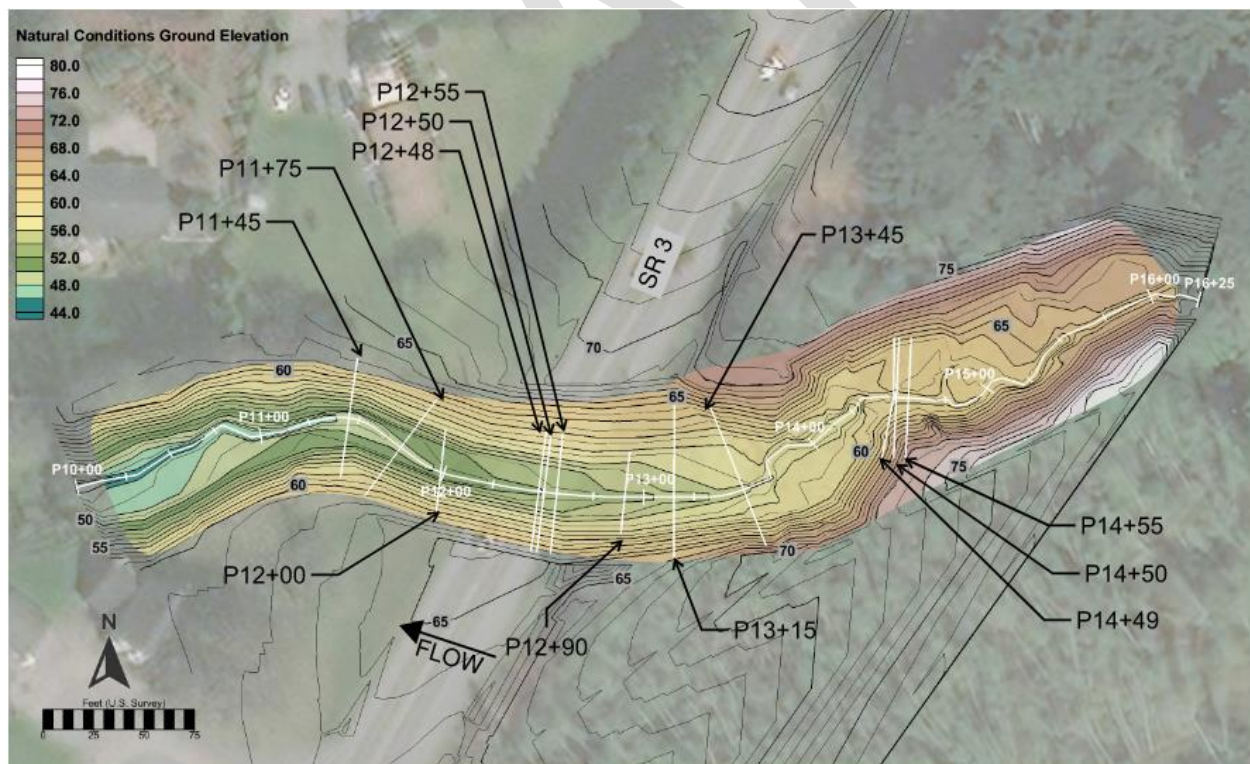 Natural Conditions Ground Elevation
80.0
76.0
72.0
68.0
64.0
60.0
56.0
52.0
48.0
44.0
P12+55
P12+50
P12+48
P11+75
P11+45
SR 3
P13+45
75
P16+00
P16+25
65
70
65
60
65
P15+00
P11+00
P14+00
60
P10+00
P13+00
75
60
P12+00
50
55
70
65
P14+55
P14+50
P14+49
P12+00
P12+90
P13+15
65
FLOW
N
Feet (U.S. Survey)
0
25
50
75